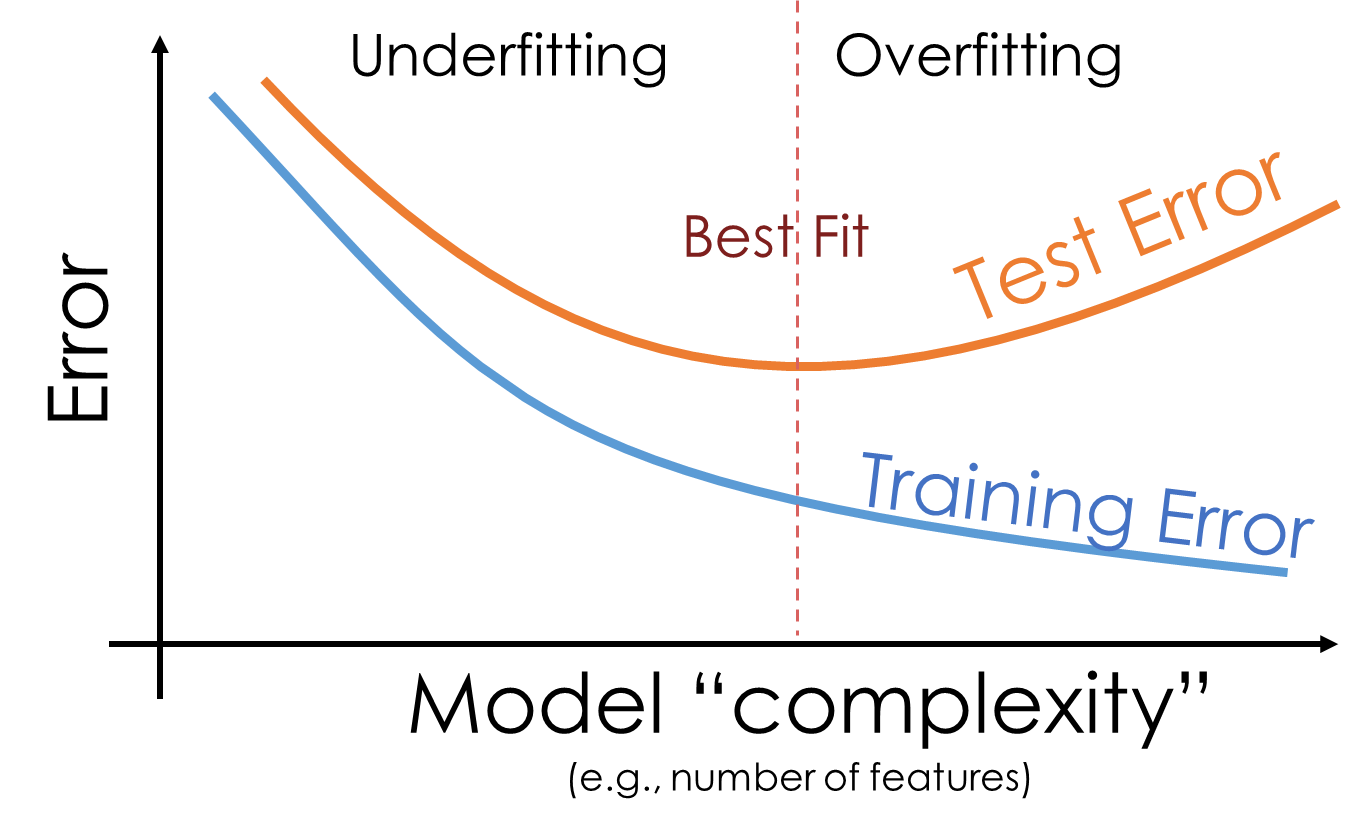 Underfitting
Overfitting
Best Fit
Test Error
Error
Training Error
Model “complexity”
(e.g., number of features)